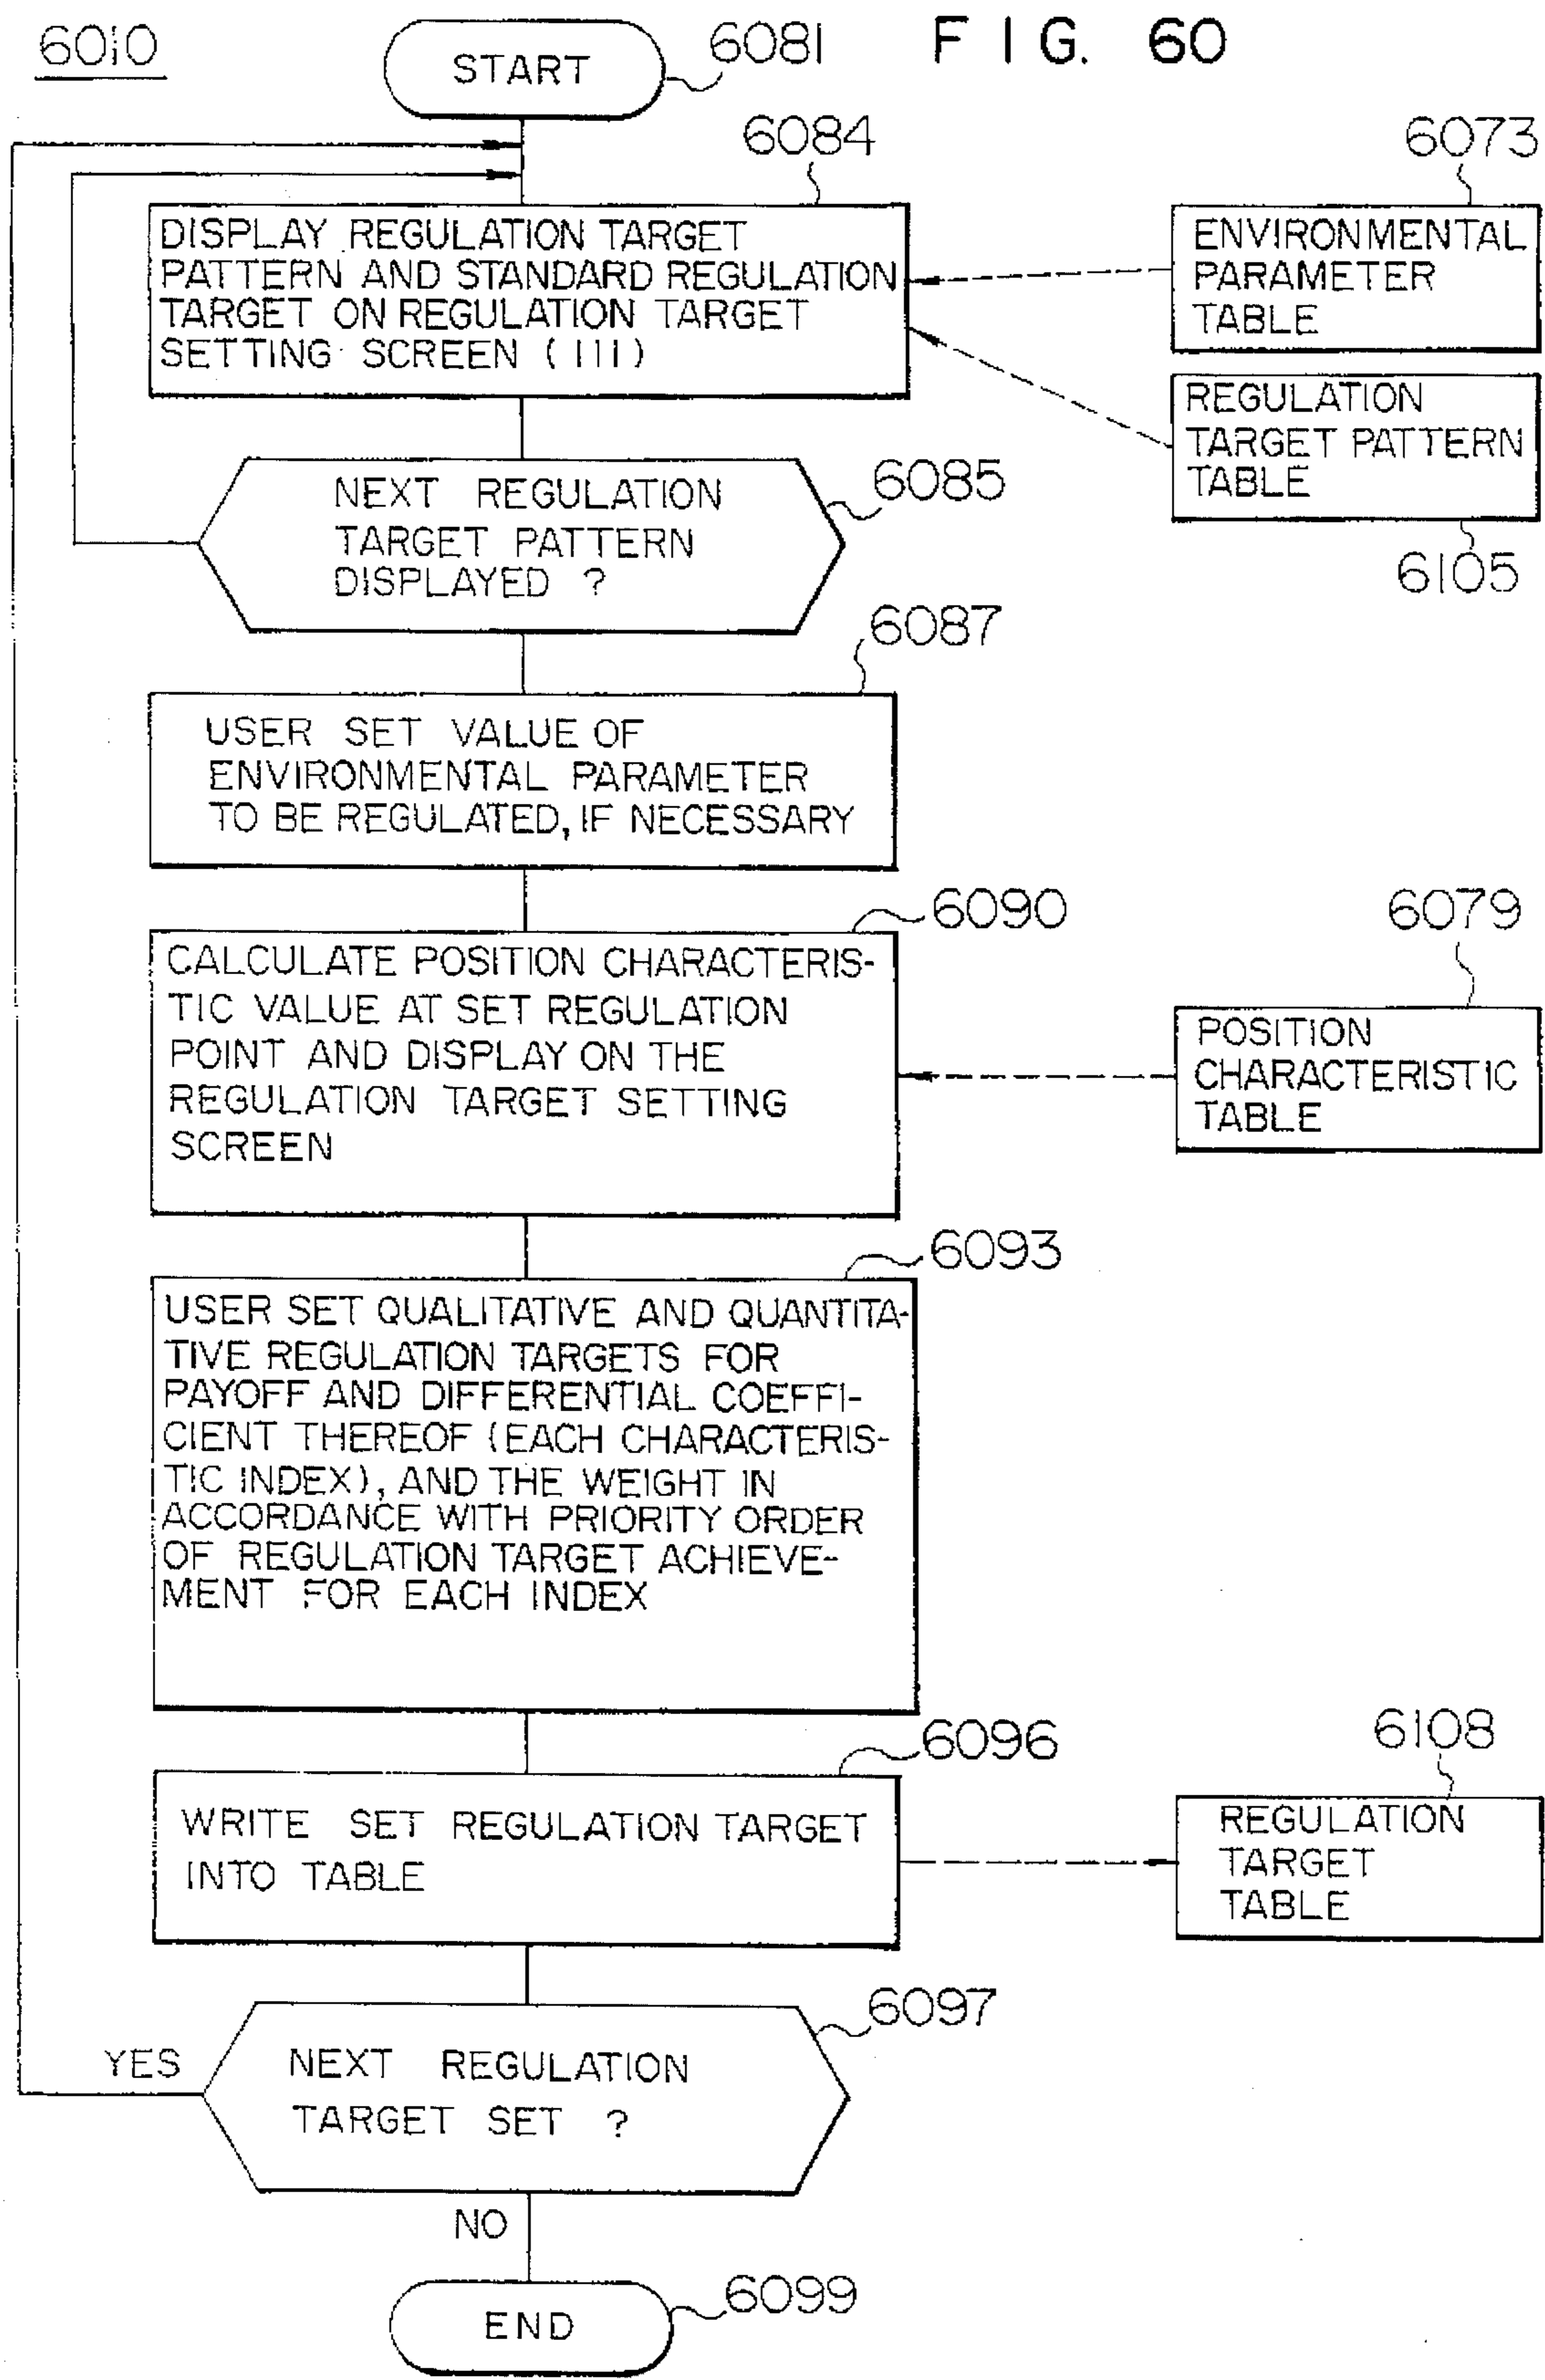 6010
START
6081
FIG. 60
6084
DISPLAY REGULATION TARGET
PATTERN AND STANDARD REGULATION
TARGET ON REGULATION TARGET
SETTING SCREEN (III)
6073
ENVIRONMENTAL
PARAMETER
TABLE
REGULATION
TARGET PATTERN
TABLE
6105
6085
NEXT REGULATION
TARGET PATTERN
DISPLAYED ?
6087
USER SET VALUE OF
ENVIRONMENTAL PARAMETER
TO BE REGULATED, IF NECESSARY
6090
CALCULATE POSITION CHARACTERIS-
TIC VALUE AT SET REGULATION
POINT AND DISPLAY ON THE
REGULATION TARGET SETTING
SCREEN
6079
POSITION
CHARACTERISTIC
TABLE
6093
USER SET QUALITATIVE AND QUANTITA-
TIVE REGULATION TARGETS FOR
PAYOFF AND DIFFERENTIAL COEFFI-
CIENT THEREOF (EACH CHARACTERIS-
TIC INDEX), AND THE WEIGHT IN
ACCORDANCE WITH PRIORITY ORDER
OF REGULATION TARGET ACHIEVE-
MENT FOR EACH INDEX
6096
WRITE SET REGULATION TARGET
INTO TABLE
6108
REGULATION
TARGET
TABLE
6097
YES
NEXT REGULATION
TARGET SET ?
NO
END
6099